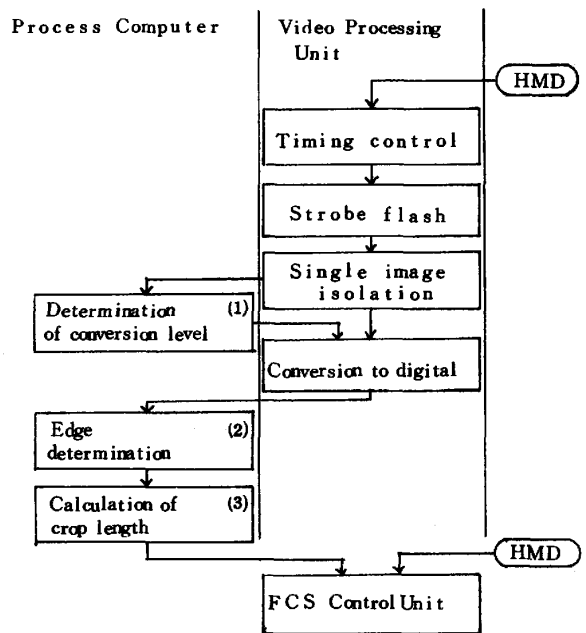 Process Computer
Video Processing
Unit
HMD
Timing control
Strobe flash
Single image
isolation
Determination (1)
of conversion level
Conversion to digital
Edge (2)
determination
Calculation of (3)
crop length
HMD
FCS Control Unit